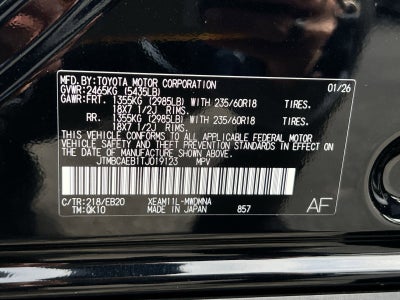 MFD.BY:TOYOTA MOTOR CORPORATION 01/26
GVWR:2465KG (5435LB)
GAWR:FRT. 1355KG (2985LB) WITH 235/60R18 TIRES.
18X7 1/2J RIMS.
RR. 1355KG (2985LB) WITH 235/60R18 TIRES.
18X7 1/2J RIMS.
THIS VEHICLE CONFORMS TO ALL APPLICABLE FEDERAL MOTOR
VEHICLE SAFETY AND THEFT PREVENTION STANDARDS IN
EFFECT ON THE DATE OF MANUFACTURE SHOWN ABOVE.
JTMBCAEB1TJ019123 MPV
C/TR:218/EB20 XEAM11L-MWDMNA
TM:QK10 MADE IN JAPAN 857 AF